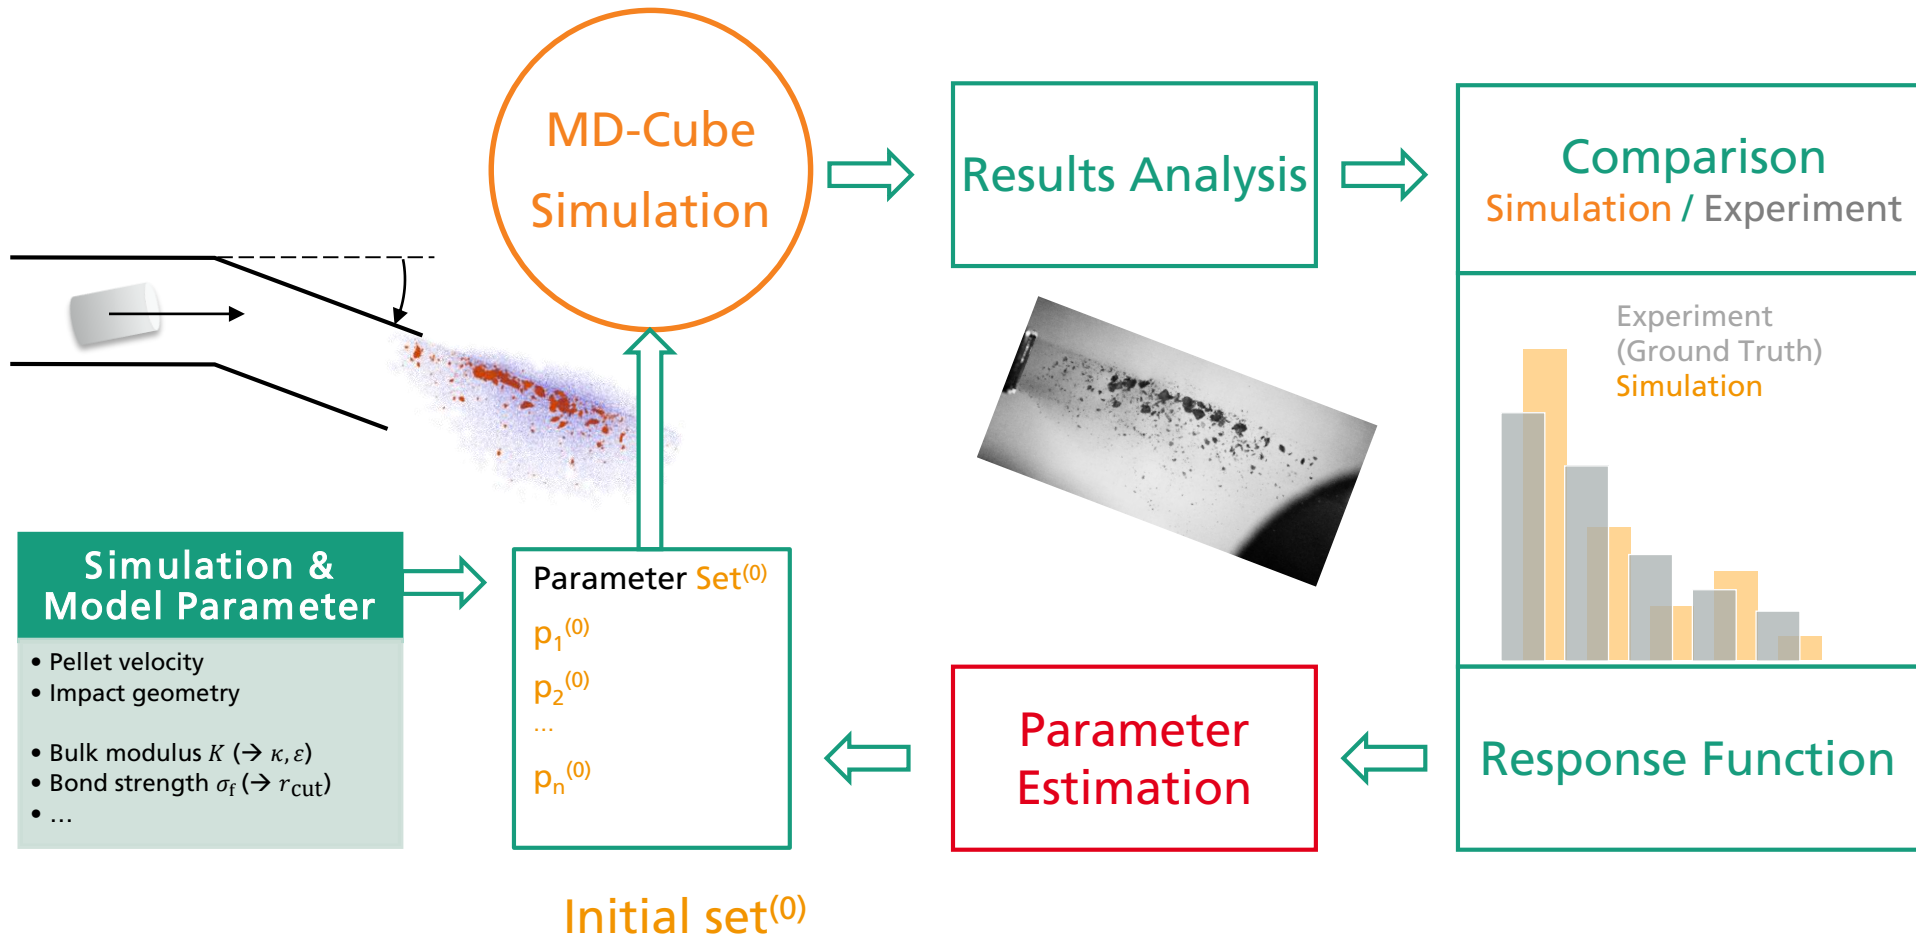 MD-Cube
Simulation
Results Analysis
Comparison
Simulation / Experiment
Experiment
(Ground Truth)
Simulation
Simulation &
Model Parameter
• Pellet velocity
• Impact geometry
• Bulk modulus K (→ κ, ε)
• Bond strength σf (→ rcut)
• ...
Parameter Set(0)
p1(0)
p2(0)
...
pn(0)
Parameter
Estimation
Response Function
Initial set(0)